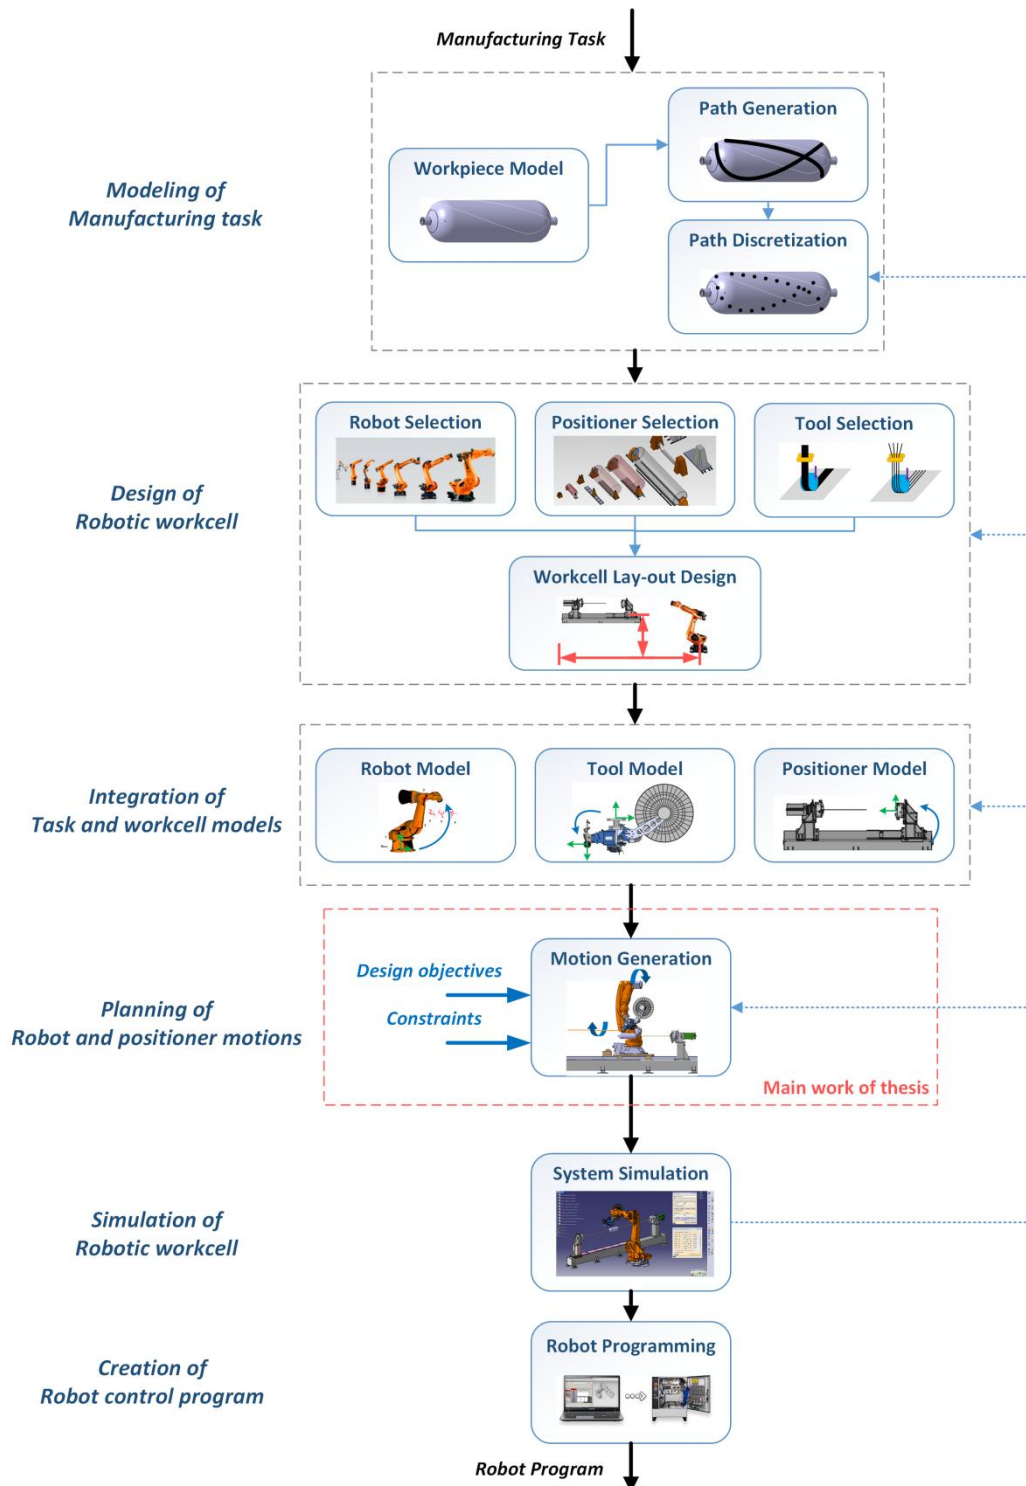 Manufacturing Task
Path Generation
Workpiece Model
Modeling of
Manufacturing task
Path Discretization
Robot Selection
Positioner Selection
Tool Selection
Design of
Robotic workcell
Workcell Lay-out Design
Robot Model
Tool Model
Positioner Model
Integration of
Task and workcell models
Motion Generation
Design objectives
Constraints
Planning of
Robot and positioner motions
Main work of thesis
System Simulation
Simulation of
Robotic workcell
Robot Programming
Creation of
Robot control program
Robot Program